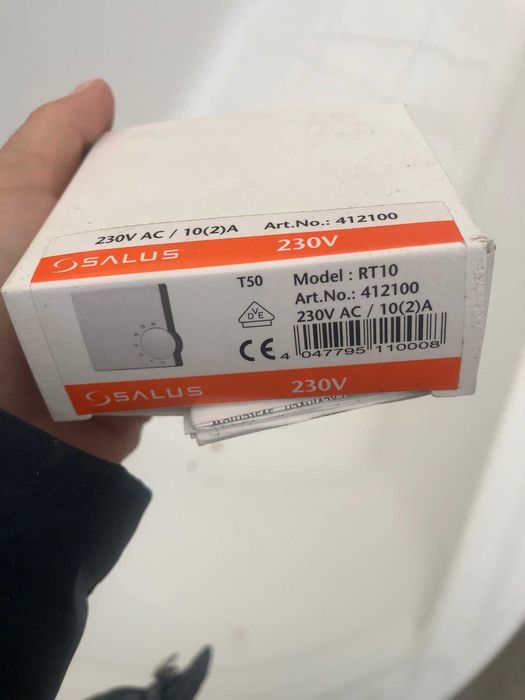 230V AC / 10(2)A Art.No.: 412100
SALUS 230V
T50
Model : RT10
Art.No.: 412100
230V AC / 10(2)A
VDE
CE
4 047795 110008
SALUS 230V